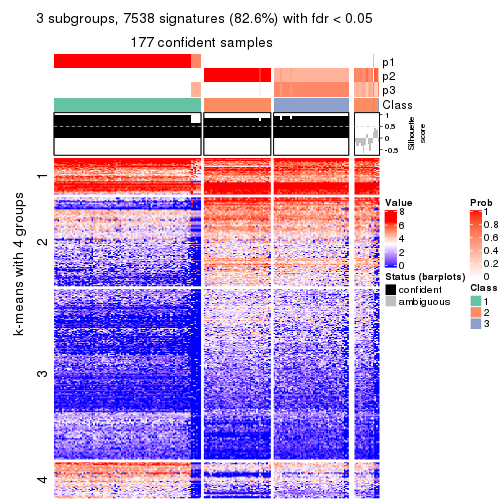 3 subgroups, 7538 signatures (82.6%) with fdr < 0.05
177 confident samples
p1
p2
p3
Class
1
0.5
0
-0.5
Silhouette
score
k-means with 4 groups
1
2
3
4
Value
8
6
4
2
0
Status (barplots)
confident
ambiguous
Prob
1
0.8
0.6
0.4
0.2
0
Class
1
2
3